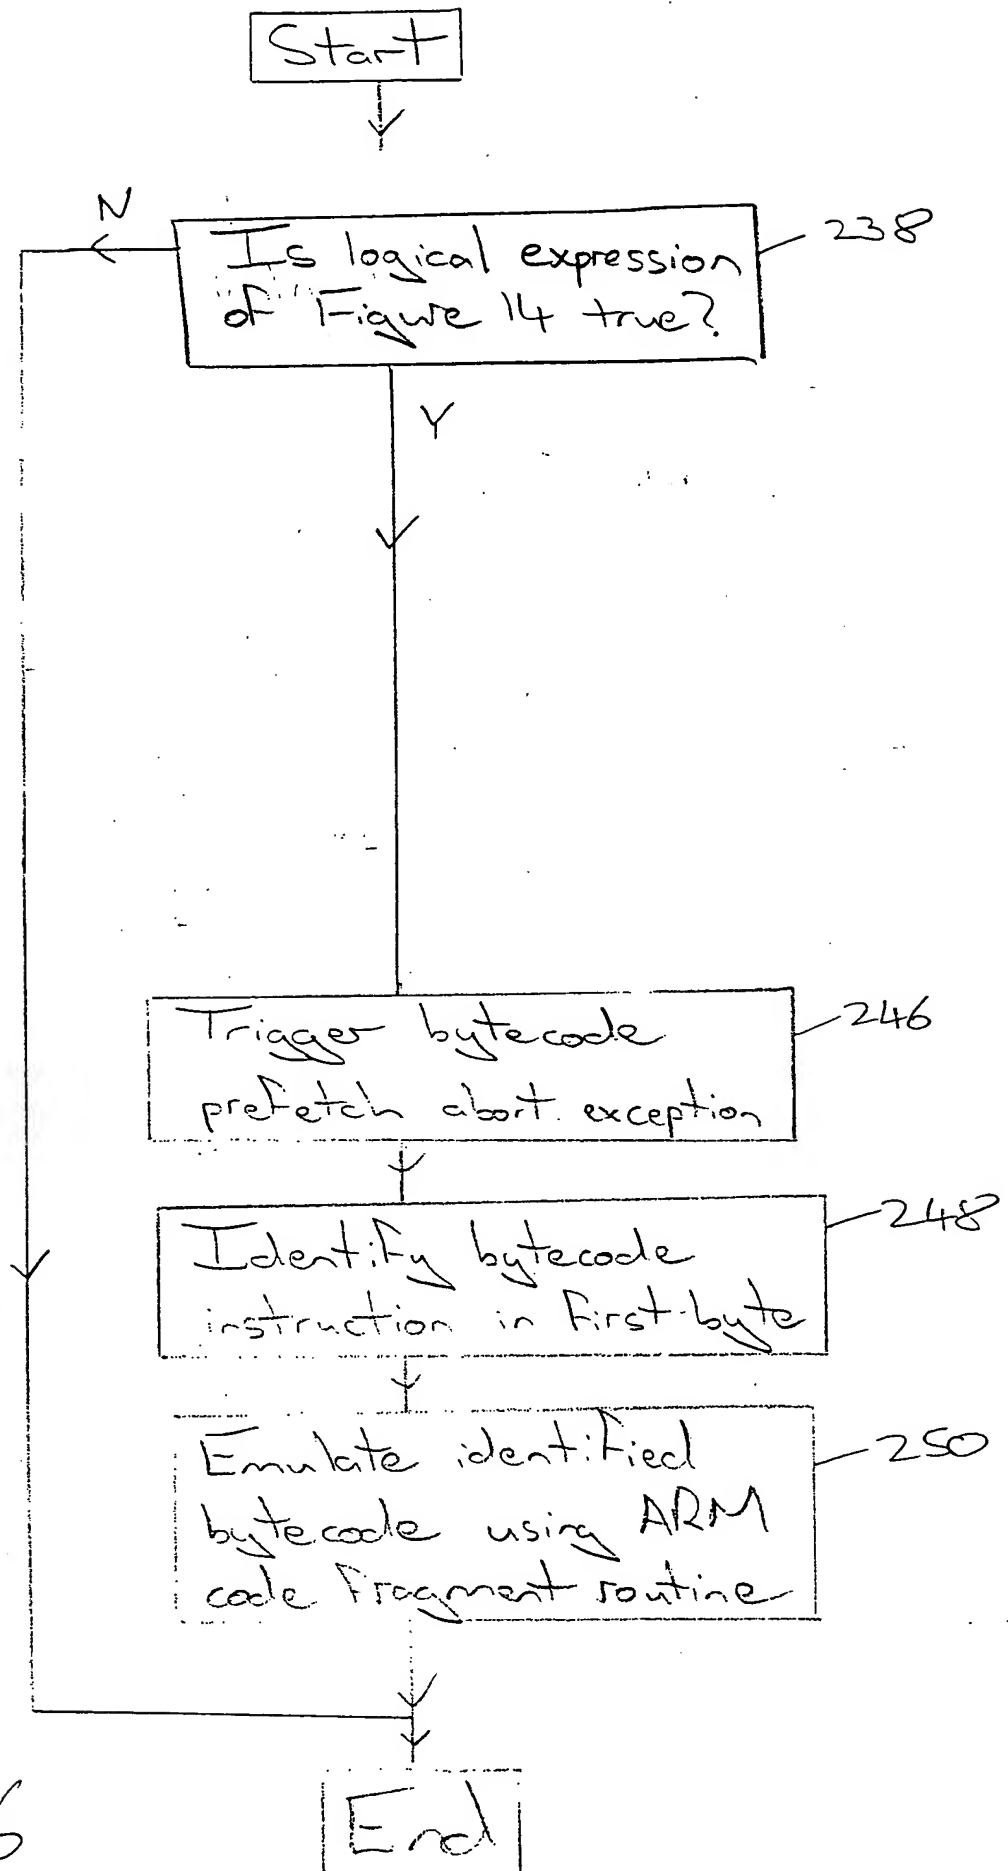 Start
N
Is logical expression
of Figure 14 true?
238
Y
Trigger bytecode
prefetch abort exception
246
Identify bytecode
instruction in first byte
248
Emulate identified
bytecode using ARM
code fragment routine
250
End
6